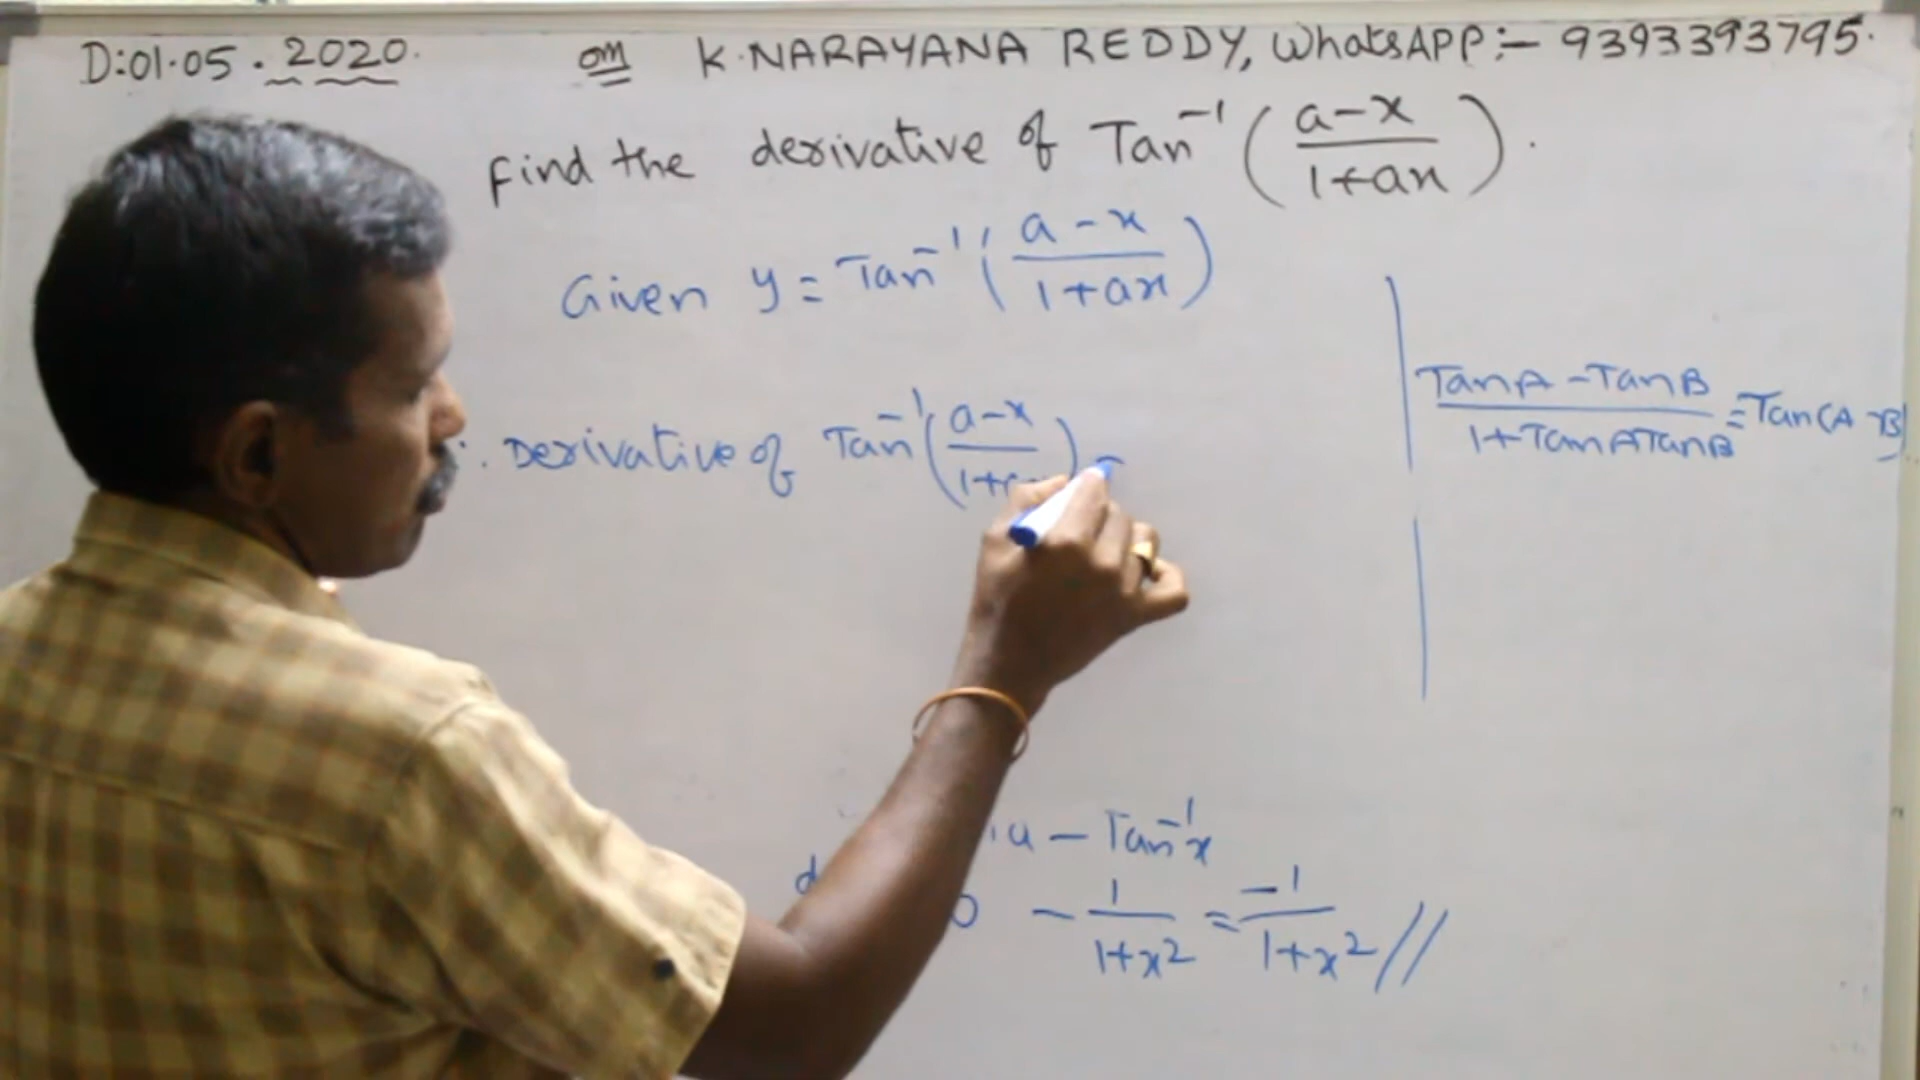 D:01.05.2020. om K.NARAYANA REDDY, WhatsAPP:- 9393393795.
Find the derivative of Tan⁻¹ ((a-x)/(1+ax)).
Given y = Tan⁻¹ ((a-x)/(1+ax))
(TanA - TanB)/(1+TanATanB) = Tan(A-B)
Derivative of Tan⁻¹ ((a-x)/(1+
a - Tan⁻¹x
d 0 - 1/(1+x²) = -1/(1+x²) //